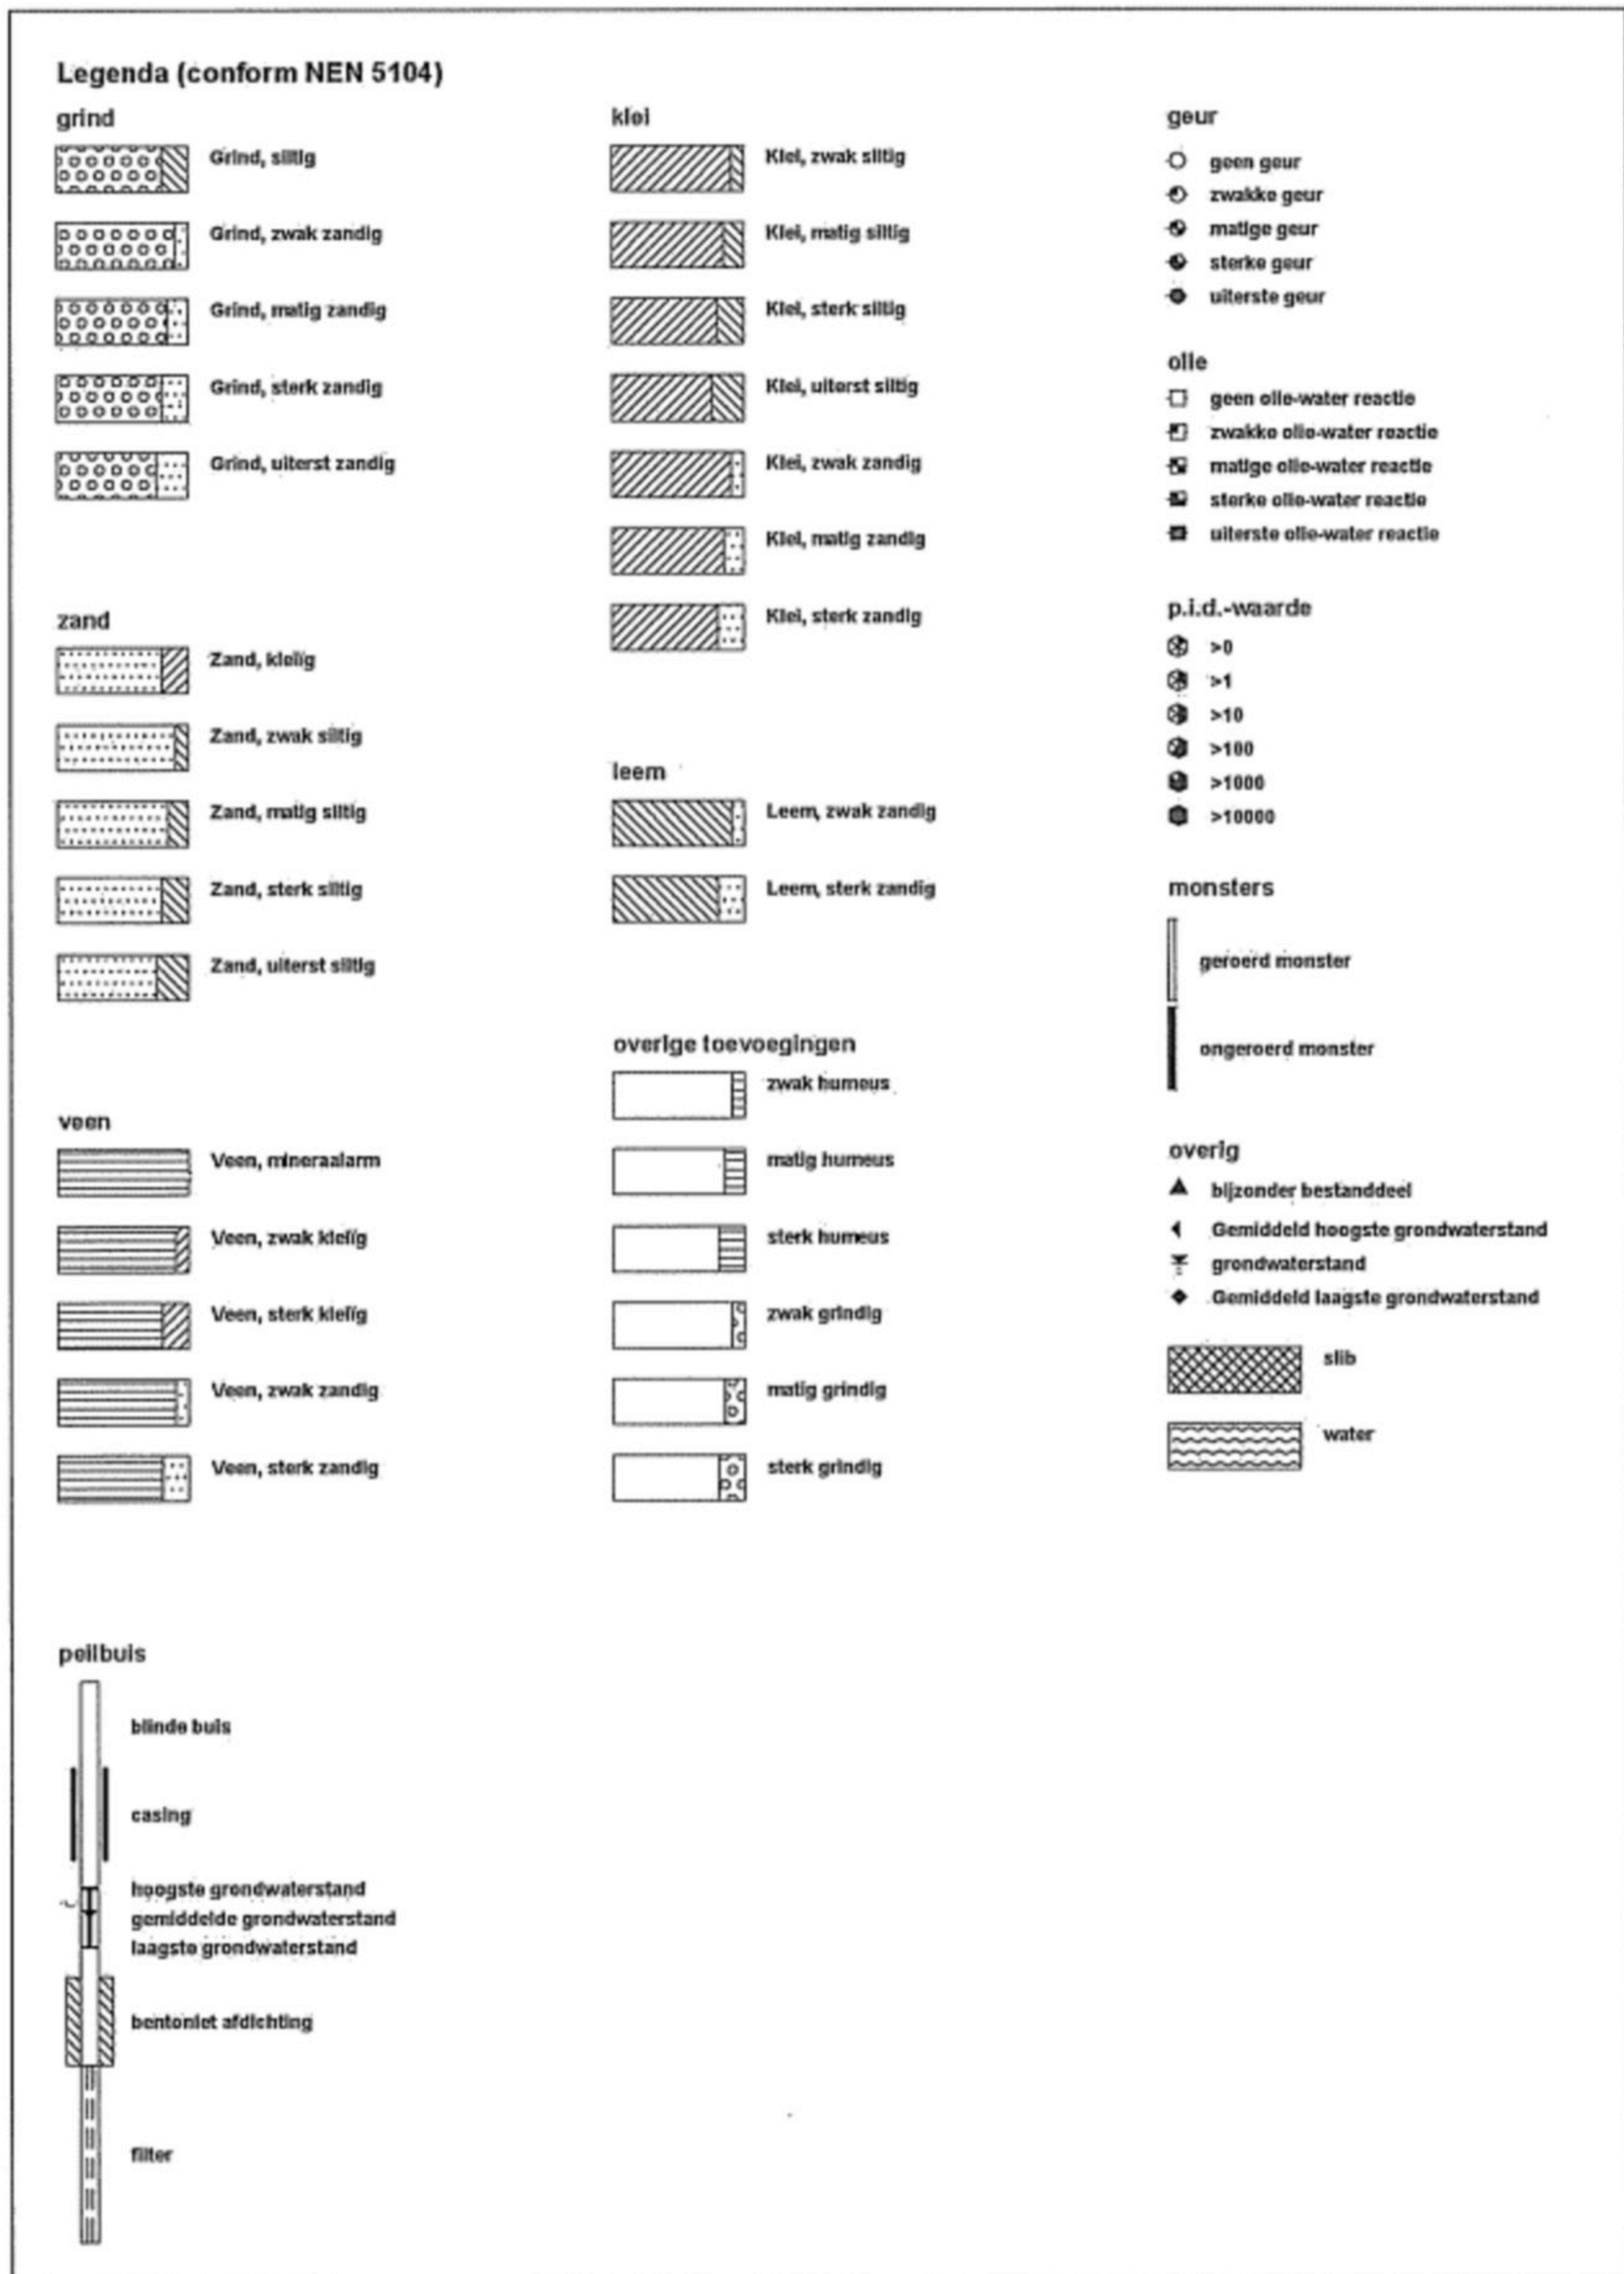 Legenda (conform NEN 5104)
grind
Grind, siltig
Grind, zwak zandig
Grind, matig zandig
Grind, sterk zandig
Grind, uiterst zandig
zand
Zand, kleiïg
Zand, zwak siltig
Zand, matig siltig
Zand, sterk siltig
Zand, uiterst siltig
veen
Veen, mineraalarm
Veen, zwak kleiïg
Veen, sterk kleiïg
Veen, zwak zandig
Veen, sterk zandig
peilbuis
blinde buis
casing
hoogste grondwaterstand
gemiddelde grondwaterstand
laagste grondwaterstand
bentoniet afdichting
filter
klei
Klei, zwak siltig
Klei, matig siltig
Klei, sterk siltig
Klei, uiterst siltig
Klei, zwak zandig
Klei, matig zandig
Klei, sterk zandig
leem
Leem, zwak zandig
Leem, sterk zandig
overige toevoegingen
zwak humeus
matig humeus
sterk humeus
zwak grindig
matig grindig
sterk grindig
geur
geen geur
zwakke geur
matige geur
sterke geur
uiterste geur
olie
geen olie-water reactie
zwakke olie-water reactie
matige olie-water reactie
sterke olie-water reactie
uiterste olie-water reactie
p.i.d.-waarde
>0
>1
>10
>100
>1000
>10000
monsters
geroerd monster
ongeroerd monster
overig
bijzonder bestanddeel
Gemiddeld hoogste grondwaterstand
grondwaterstand
Gemiddeld laagste grondwaterstand
slib
water